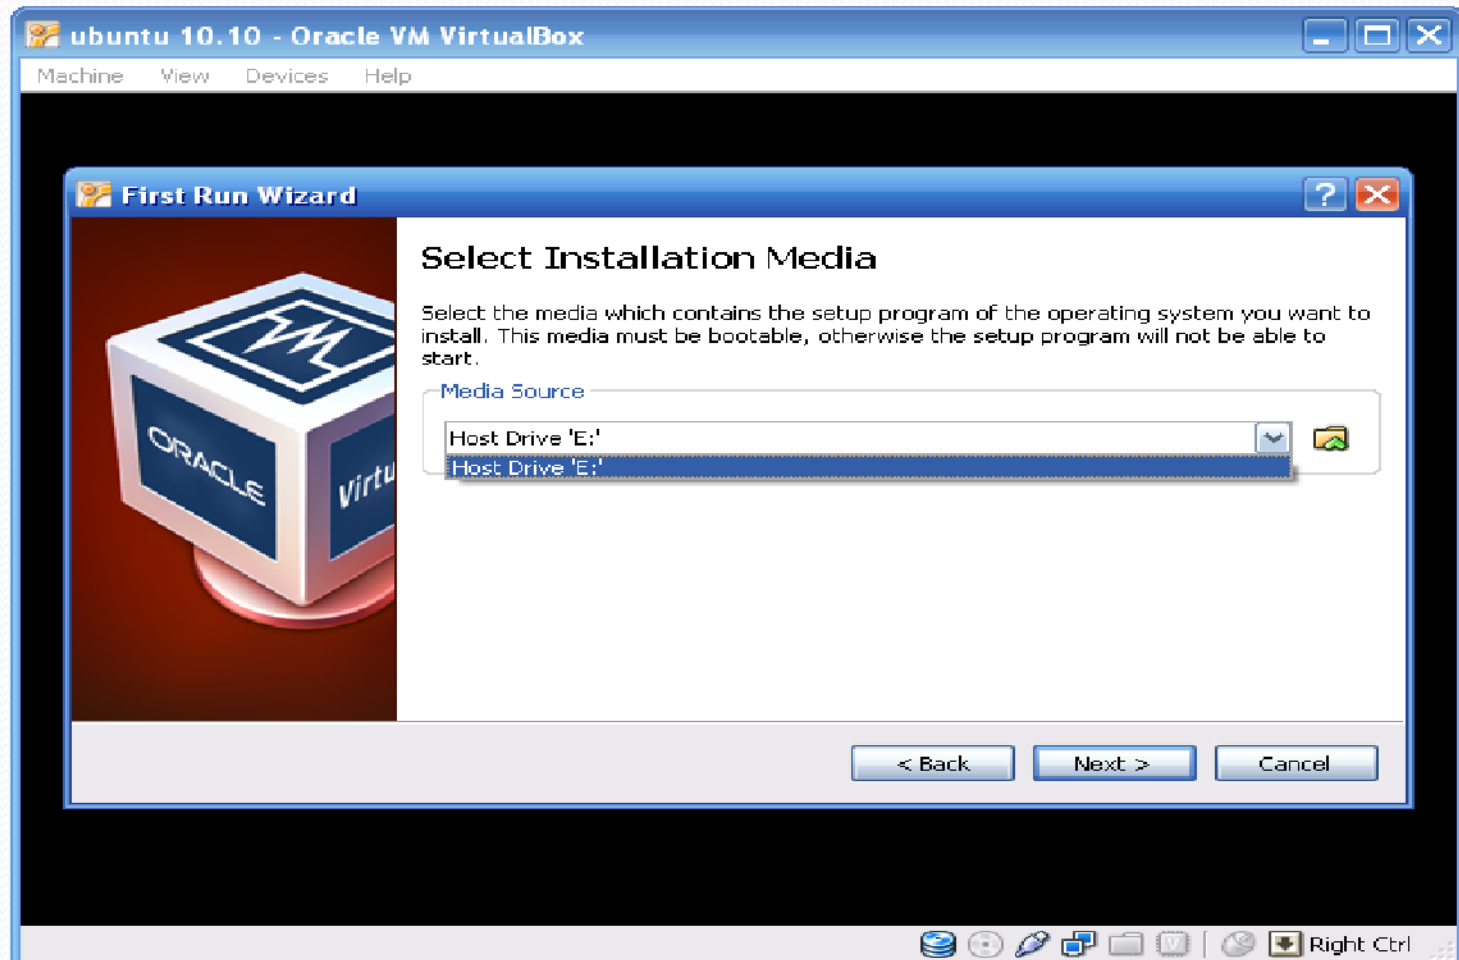 ubuntu 10.10 - Oracle VM VirtualBox
Machine View Devices Help
First Run Wizard
Select Installation Media
Select the media which contains the setup program of the operating system you want to
install. This media must be bootable, otherwise the setup program will not be able to
start.
Media Source
Host Drive 'E:'
Host Drive 'E:'
VM
ORACLE
Virtu
< Back Next > Cancel
Right Ctrl